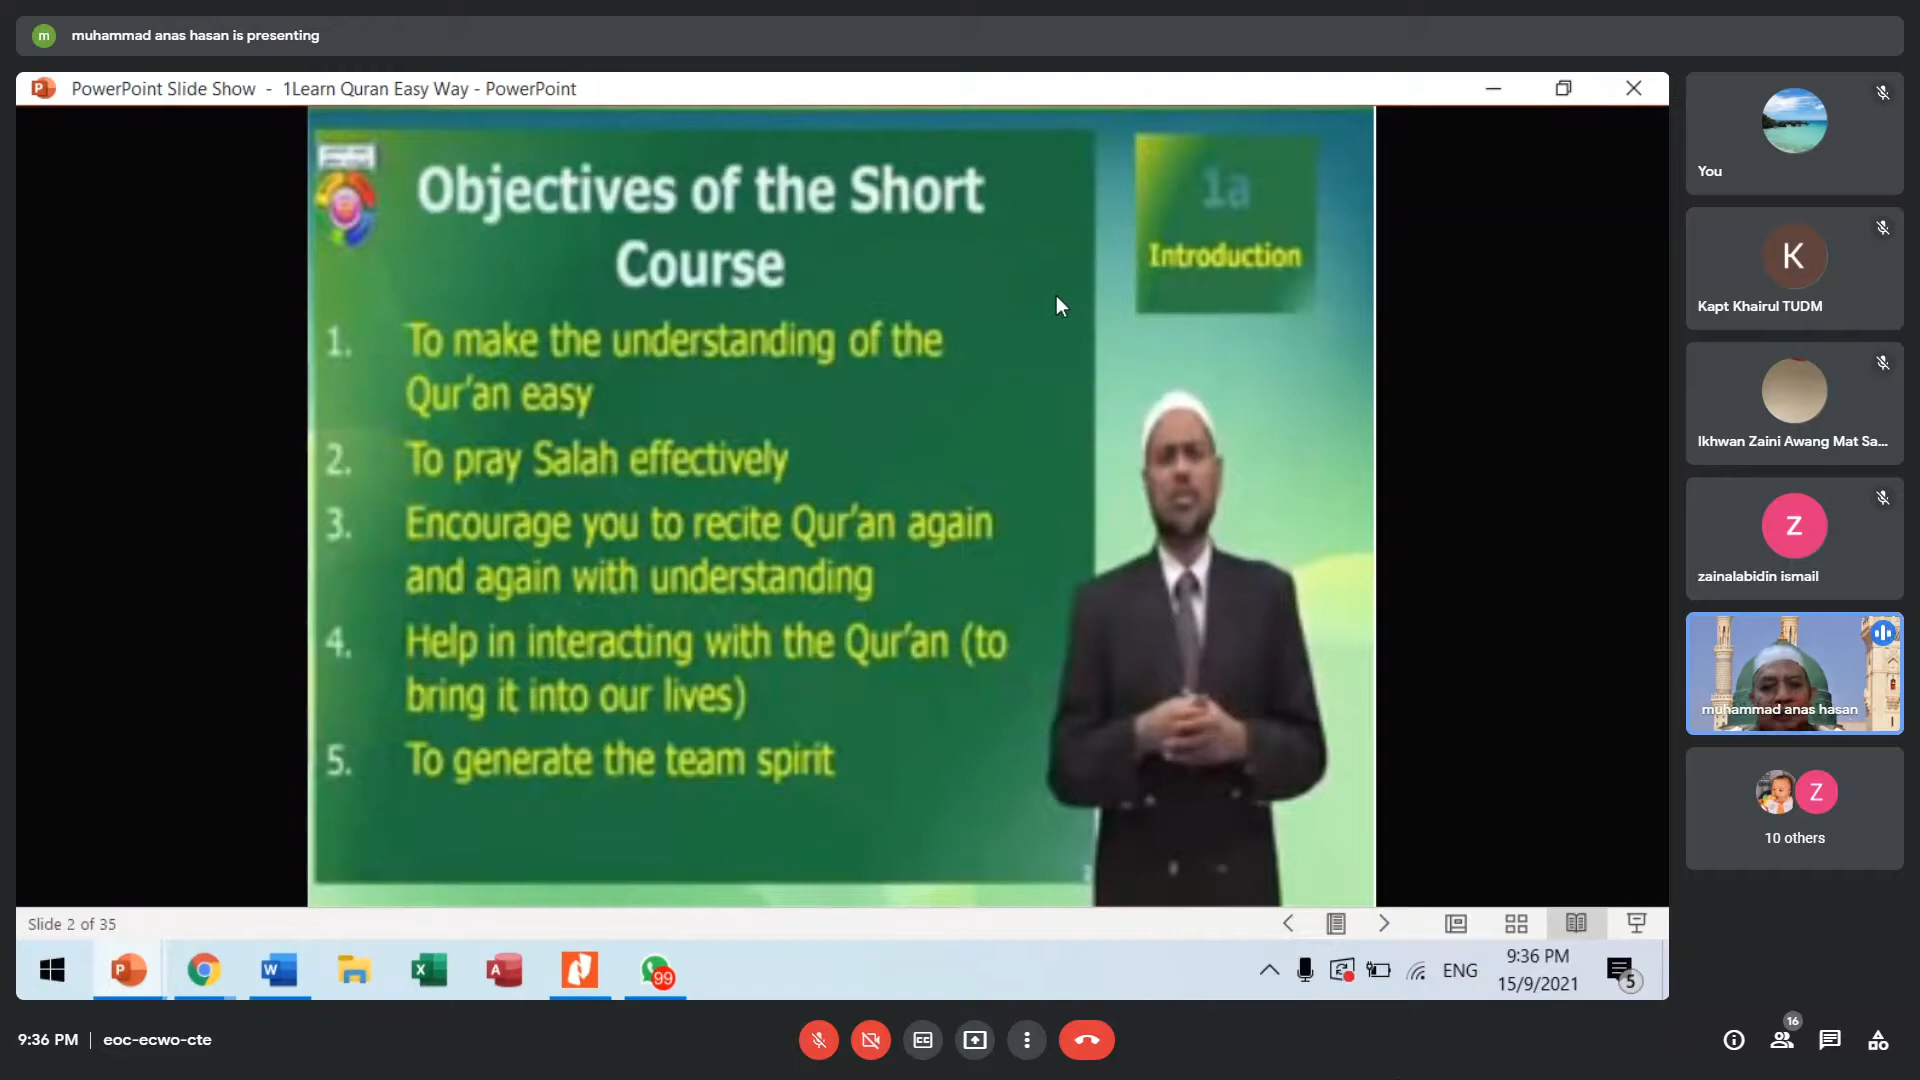 m
muhammad anas hasan is presenting
PowerPoint Slide Show - 1Learn Quran Easy Way - PowerPoint
Objectives of the Short
Course
1. To make the understanding of the
Qur'an easy
2. To pray Salah effectively
3. Encourage you to recite Qur'an again
and again with understanding
4. Help in interacting with the Qur'an (to
bring it into our lives)
5. To generate the team spirit
1a
Introduction
2
Slide 2 of 35
99
ENG
9:36 PM
15/9/2021
5
You
K
Kapt Khairul TUDM
Ikhwan Zaini Awang Mat Sa...
Z
zainalabidin ismail
muhammad anas hasan
Z
10 others
9:36 PM
eoc-ecwo-cte
16